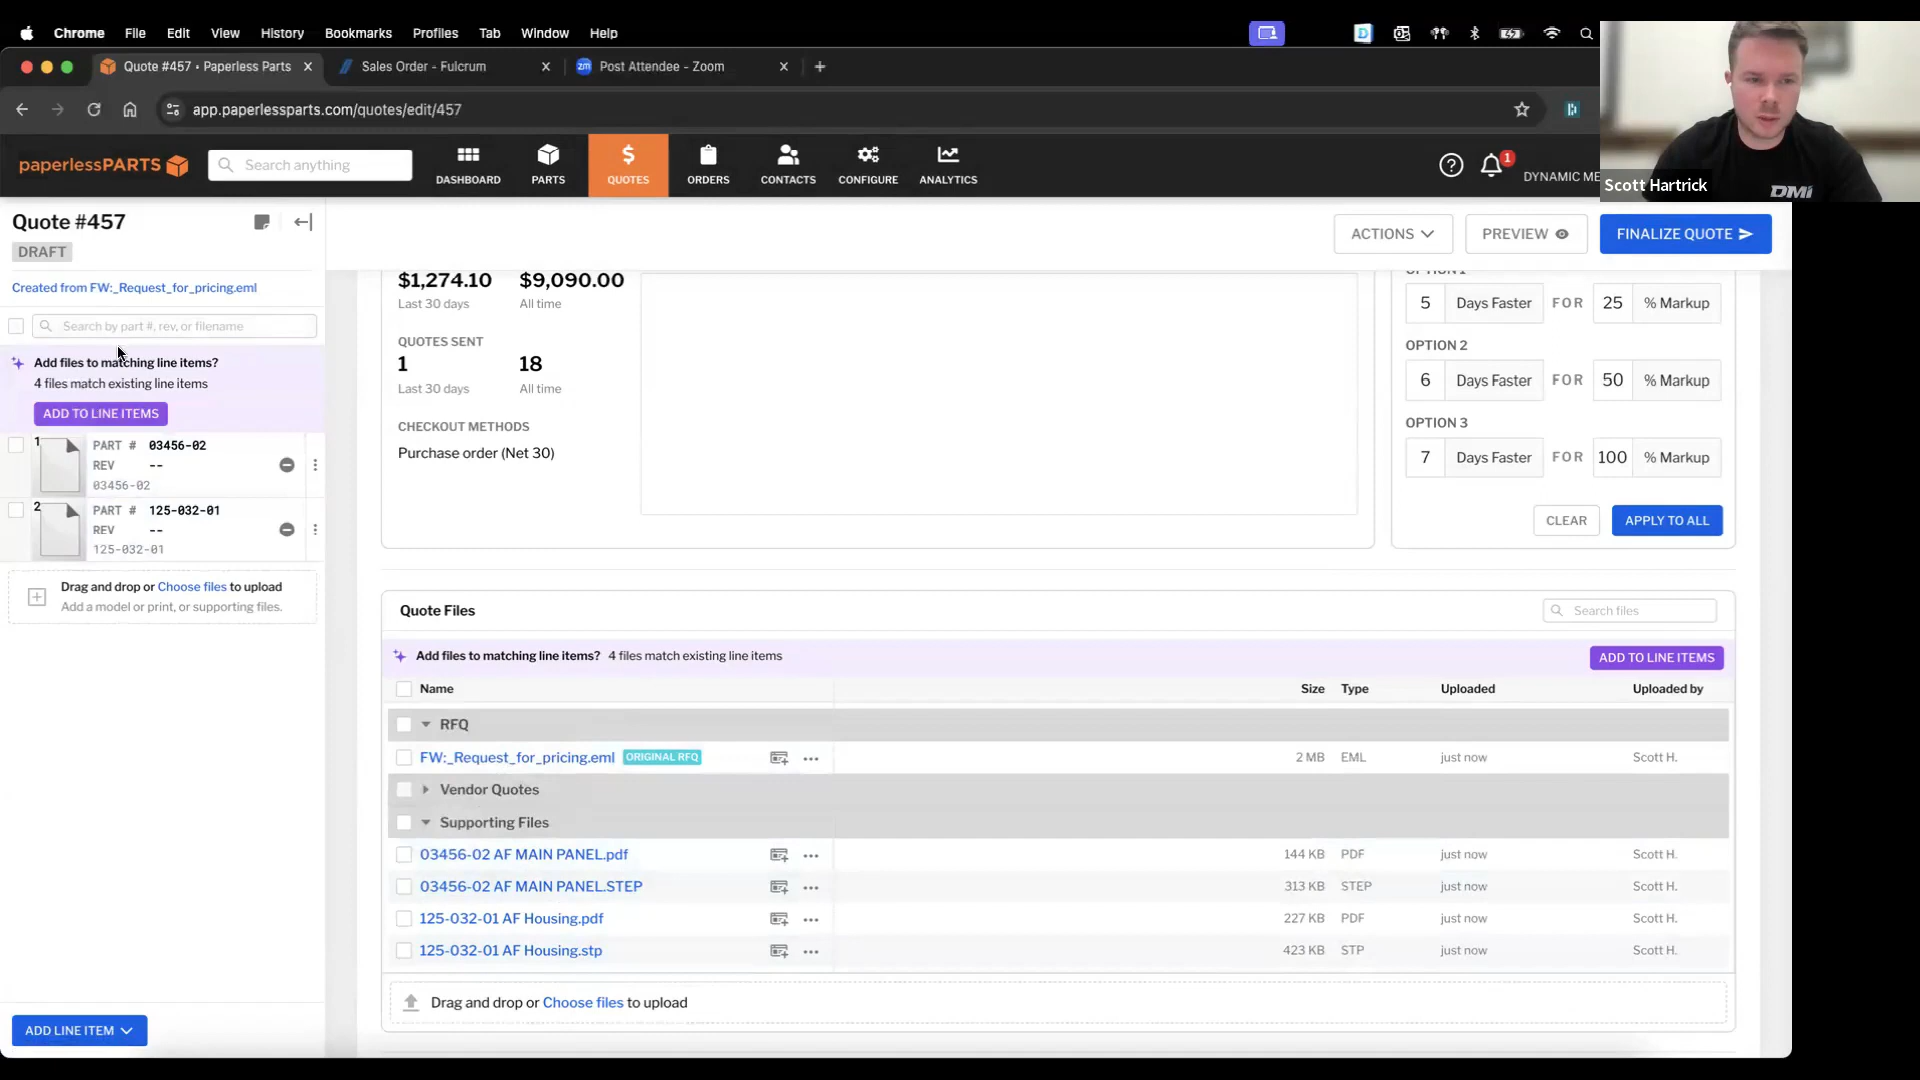 Chrome File Edit View History Bookmarks Profiles Tab Window Help
Quote #457 • Paperless Parts Sales Order - Fulcrum zm Post Attendee - Zoom
app.paperlessparts.com/quotes/edit/457
paperlessPARTS Search anything DASHBOARD PARTS QUOTES ORDERS CONTACTS CONFIGURE ANALYTICS 1 DYNAMIC ME
Scott Hartrick
DMI
Quote #457
DRAFT
ACTIONS PREVIEW FINALIZE QUOTE
Created from FW:_Request_for_pricing.eml
Search by part #, rev, or filename
Add files to matching line items?
4 files match existing line items
ADD TO LINE ITEMS
1 PART # 03456-02
REV --
03456-02
2 PART # 125-032-01
REV --
125-032-01
Drag and drop or Choose files to upload
Add a model or print, or supporting files.
ADD LINE ITEM
$1,274.10 $9,090.00
Last 30 days All time
QUOTES SENT
1 18
Last 30 days All time
CHECKOUT METHODS
Purchase order (Net 30)
OPTION 1
5 Days Faster FOR 25 % Markup
OPTION 2
6 Days Faster FOR 50 % Markup
OPTION 3
7 Days Faster FOR 100 % Markup
CLEAR APPLY TO ALL
Quote Files Search files
Add files to matching line items? 4 files match existing line items ADD TO LINE ITEMS
Name Size Type Uploaded Uploaded by
RFQ
FW:_Request_for_pricing.eml ORIGINAL RFQ 2 MB EML just now Scott H.
Vendor Quotes
Supporting Files
03456-02 AF MAIN PANEL.pdf 144 KB PDF just now Scott H.
03456-02 AF MAIN PANEL.STEP 313 KB STEP just now Scott H.
125-032-01 AF Housing.pdf 227 KB PDF just now Scott H.
125-032-01 AF Housing.stp 423 KB STP just now Scott H.
Drag and drop or Choose files to upload